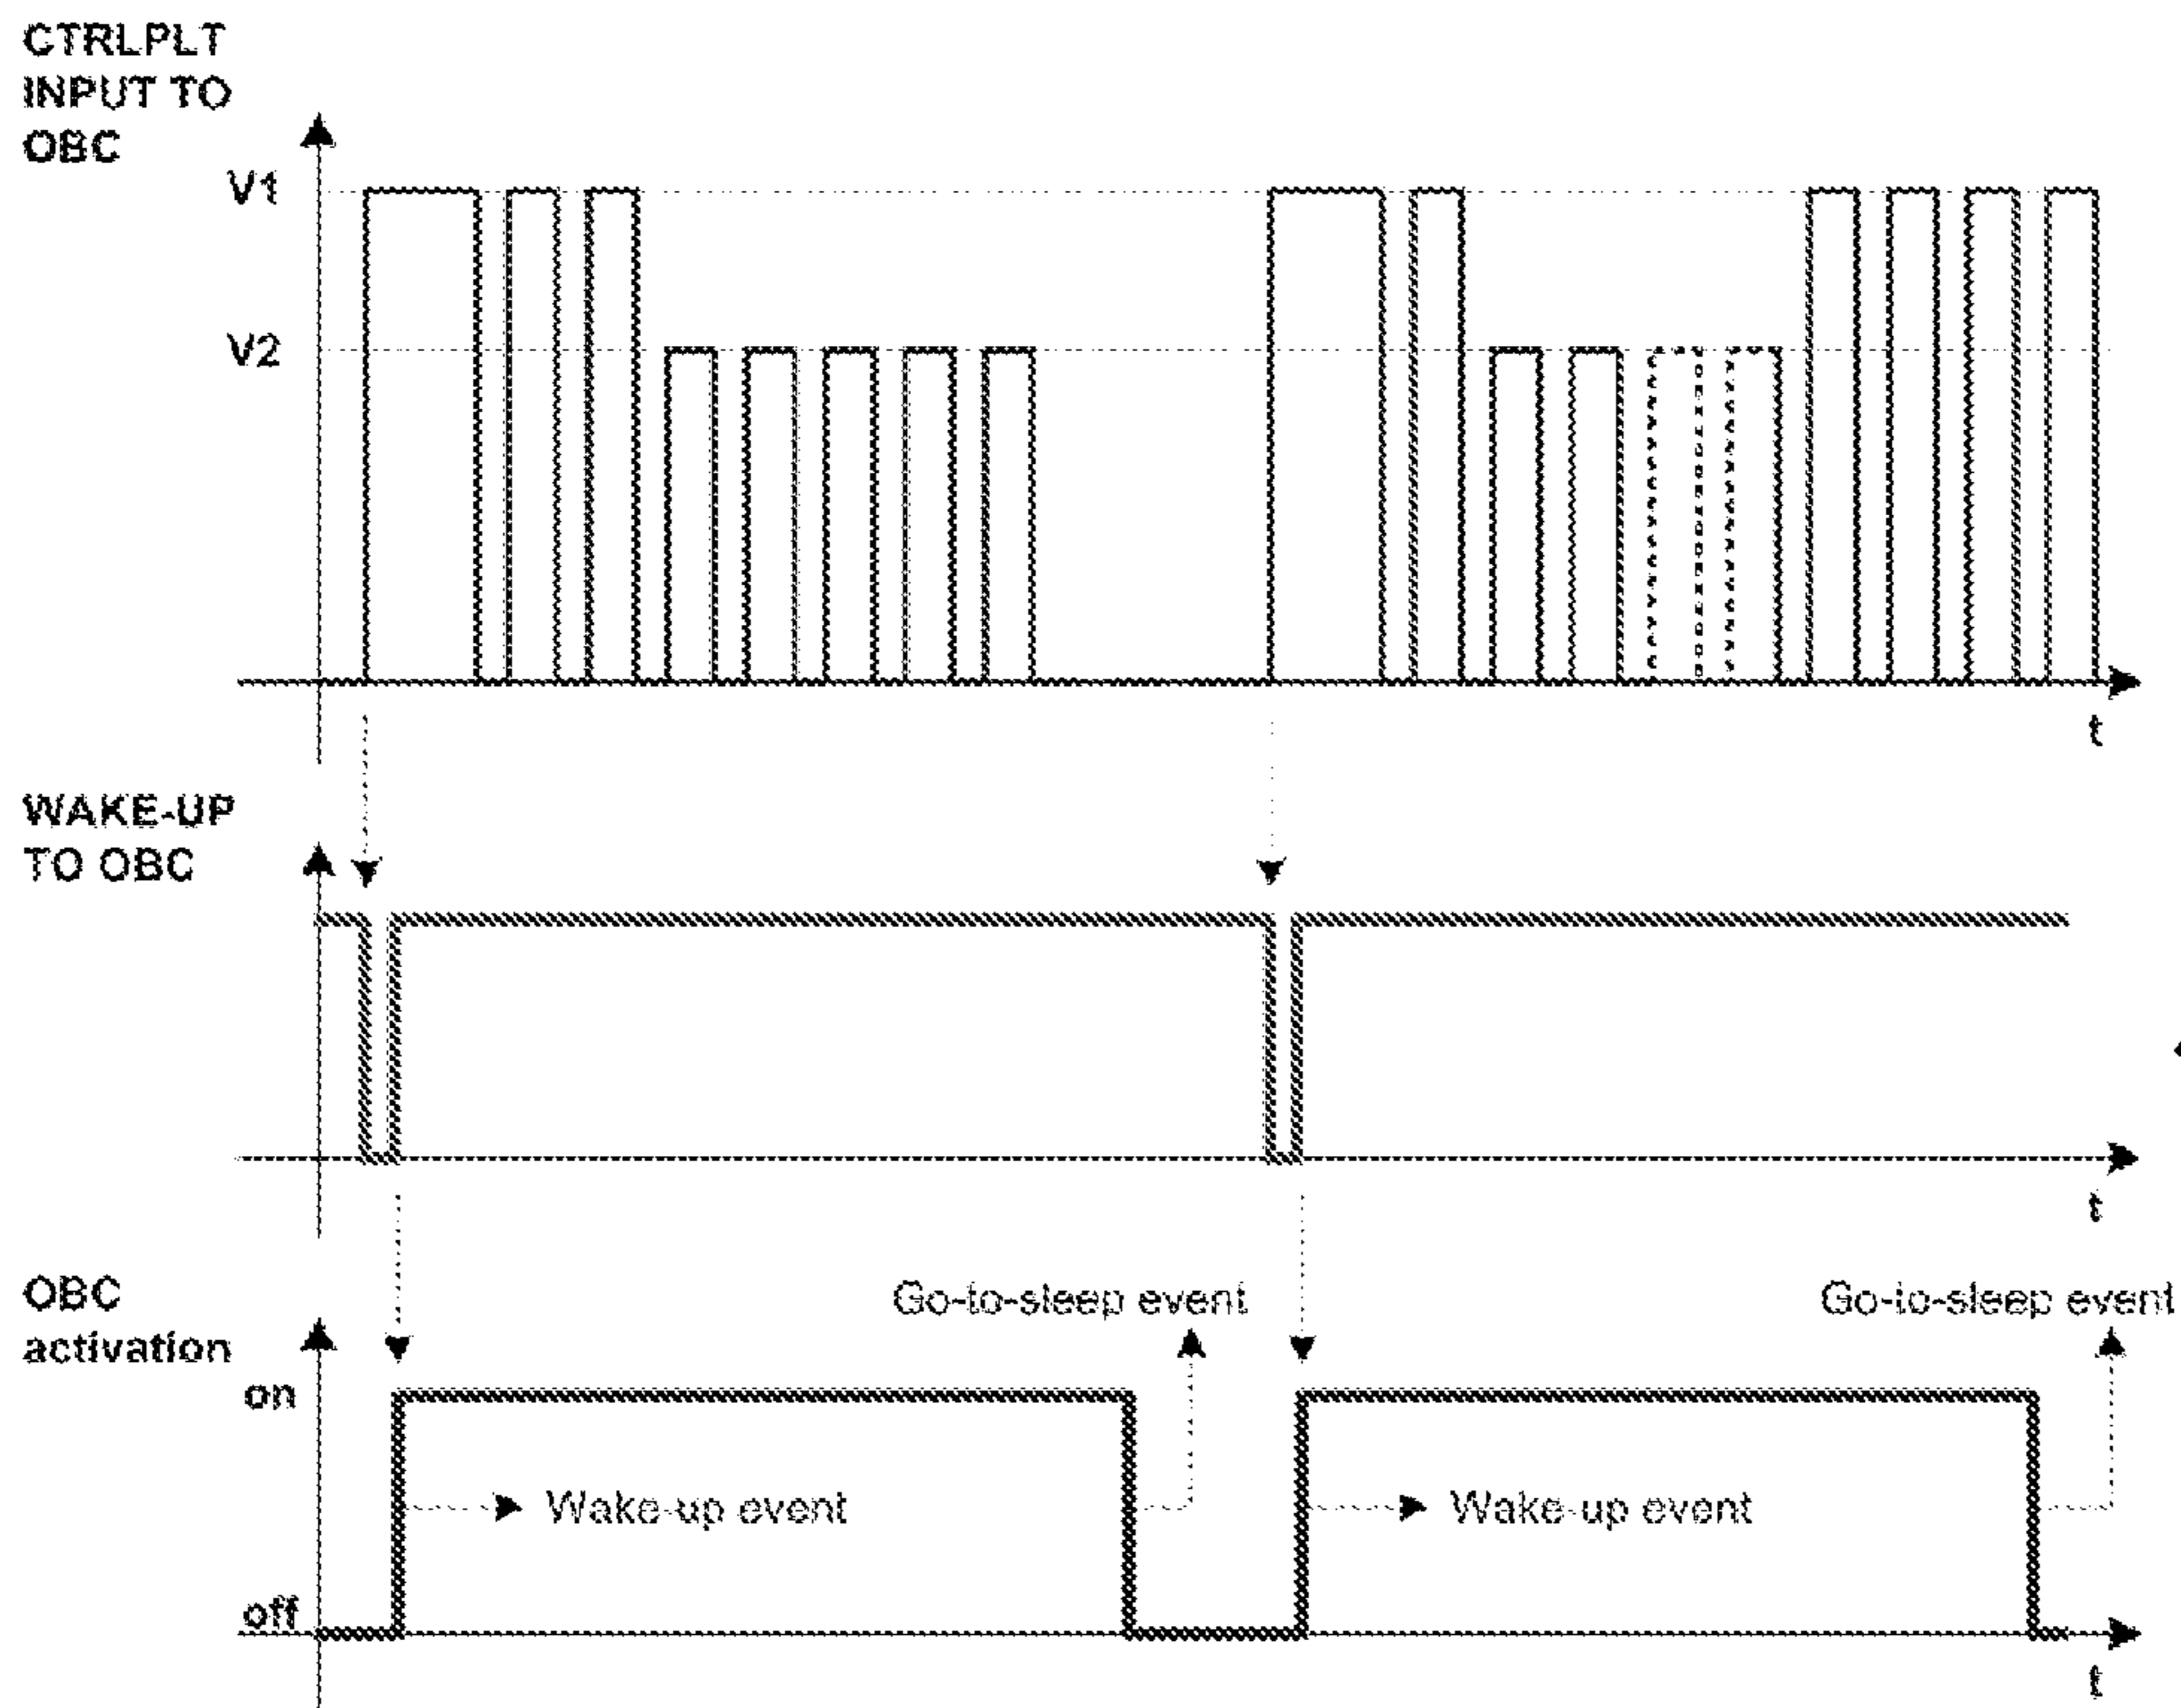 CTRLPLT
INPUT TO
OBC
V1
V2
t
WAKE-UP
TO OBC
t
OBC
activation
Go-to-sleep event
Go-to-sleep event
on
Wake-up event
Wake-up event
off
t